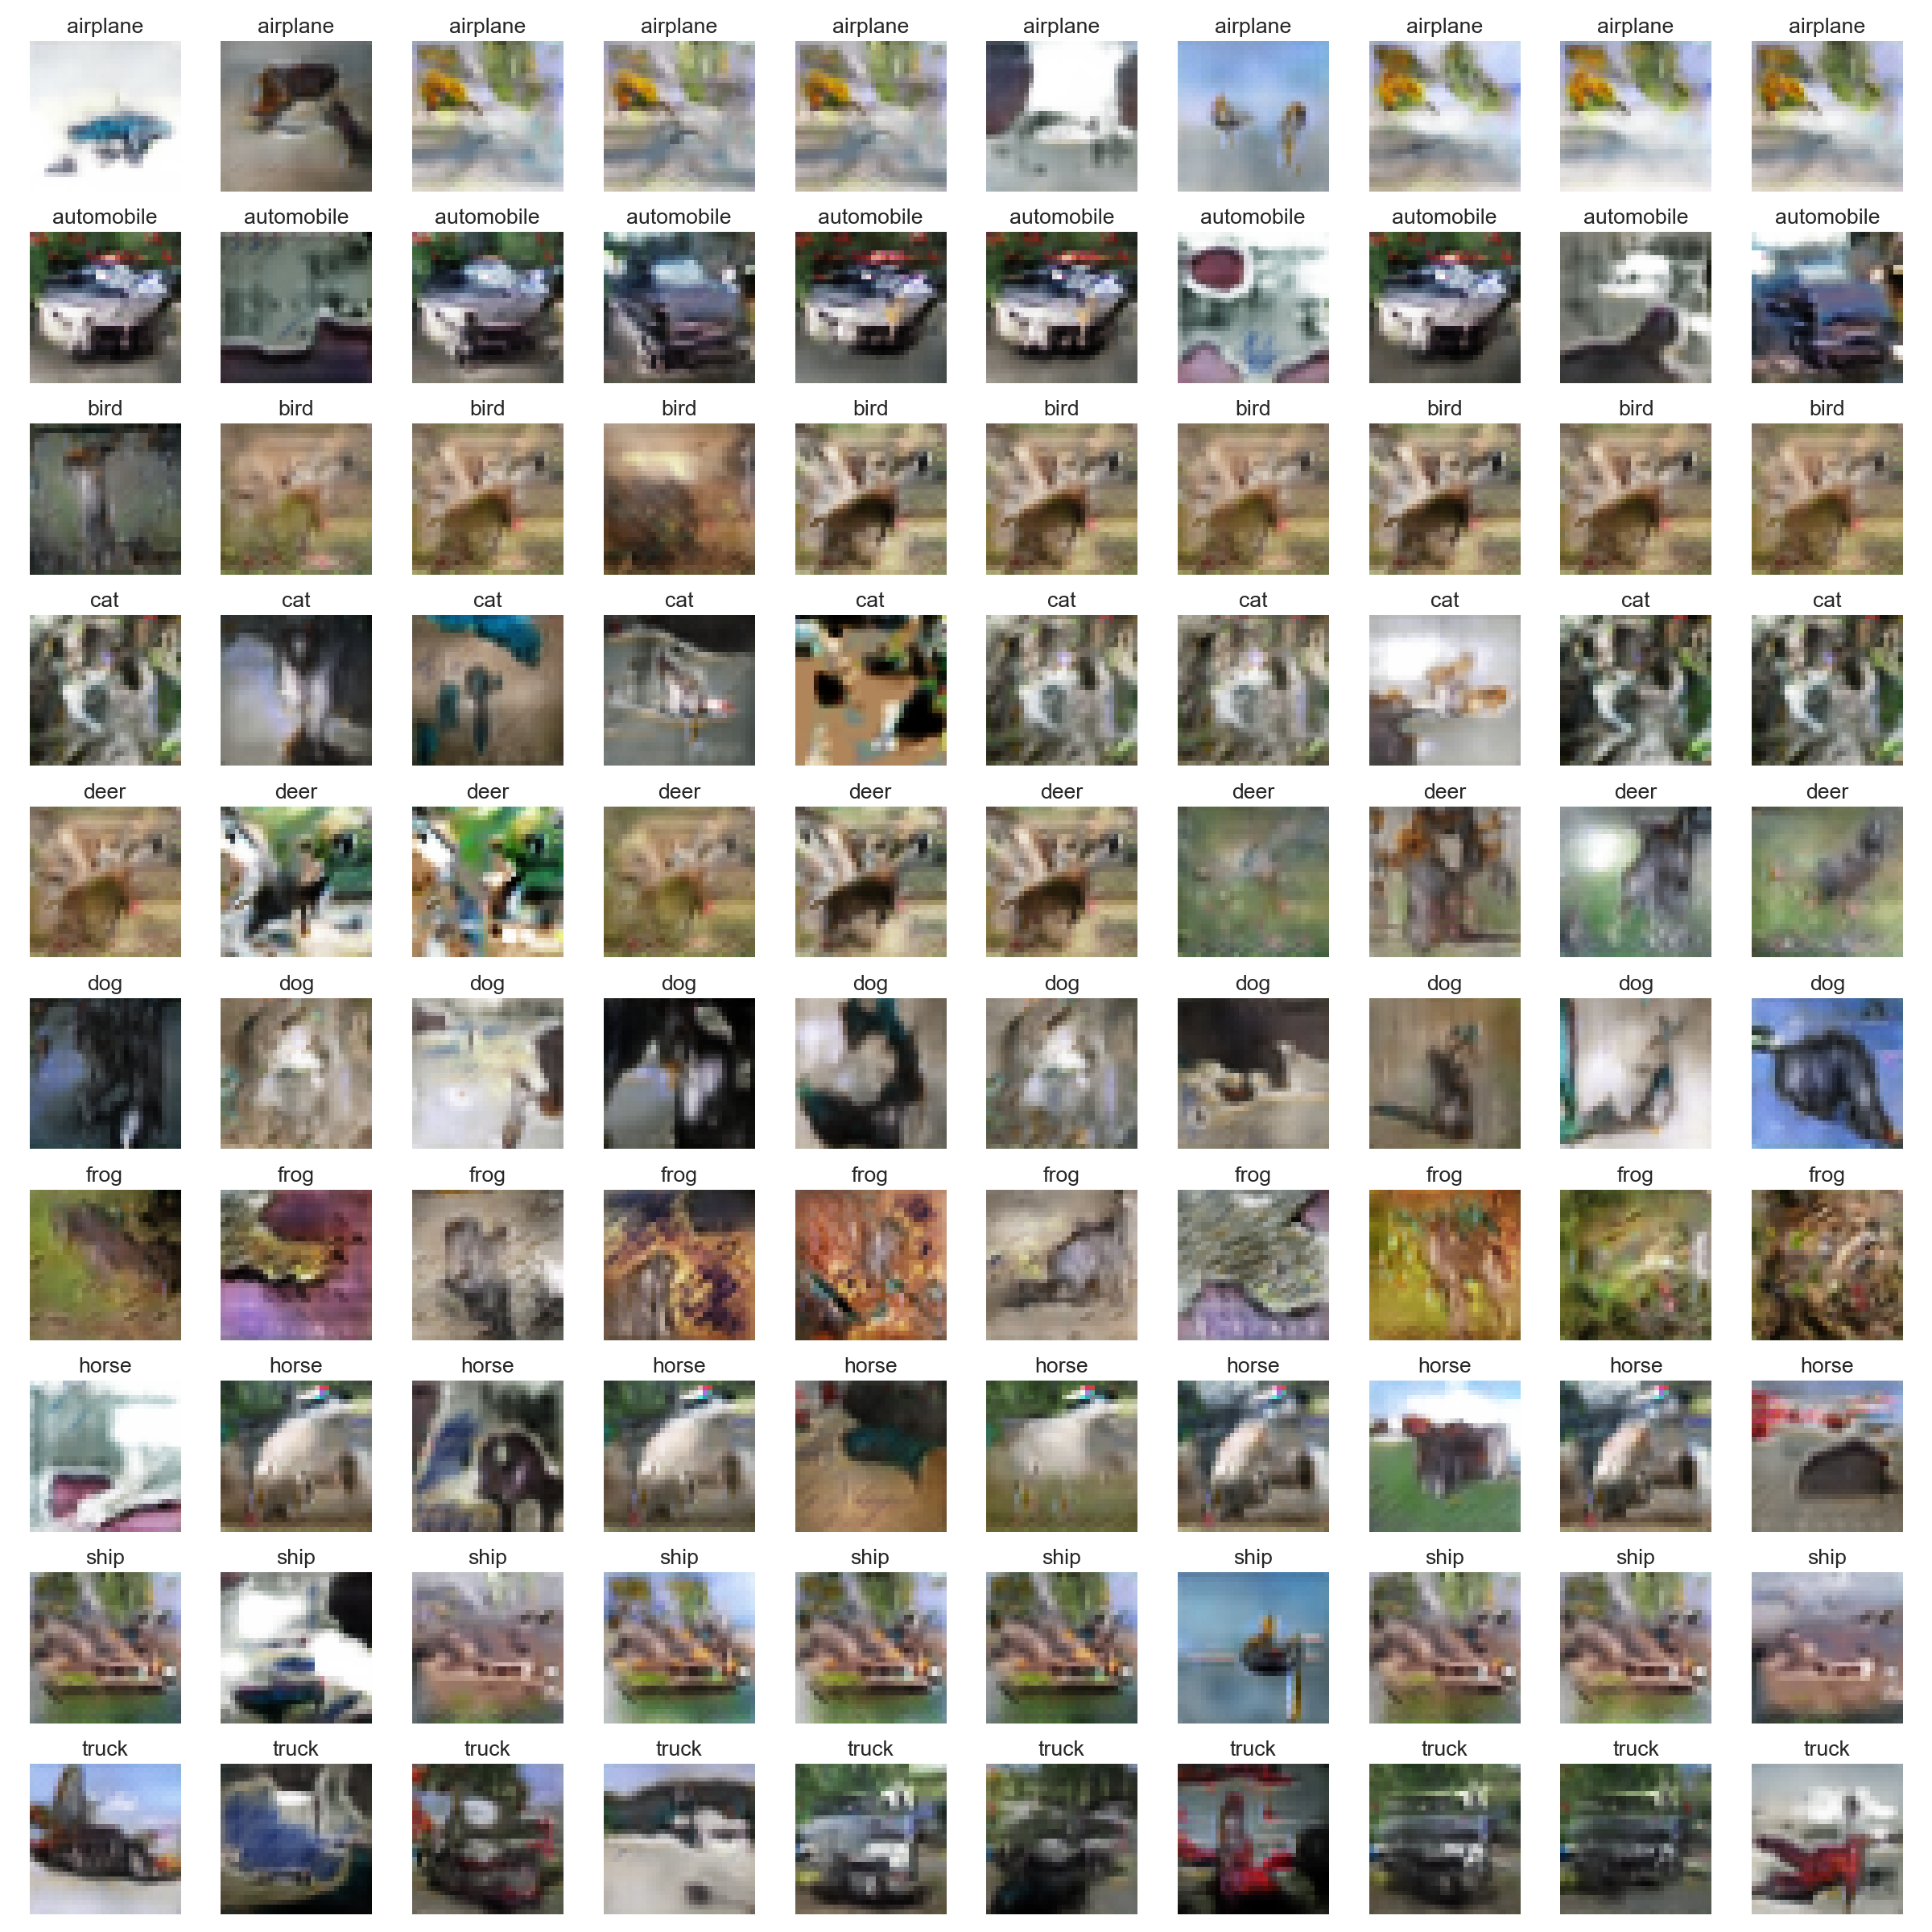 airplane airplane airplane airplane airplane airplane airplane airplane airplane airplane
automobile automobile automobile automobile automobile automobile automobile automobile automobile automobile
bird bird bird bird bird bird bird bird bird bird
cat cat cat cat cat cat cat cat cat cat
deer deer deer deer deer deer deer deer deer deer
dog dog dog dog dog dog dog dog dog dog
frog frog frog frog frog frog frog frog frog frog
horse horse horse horse horse horse horse horse horse horse
ship ship ship ship ship ship ship ship ship ship
truck truck truck truck truck truck truck truck truck truck